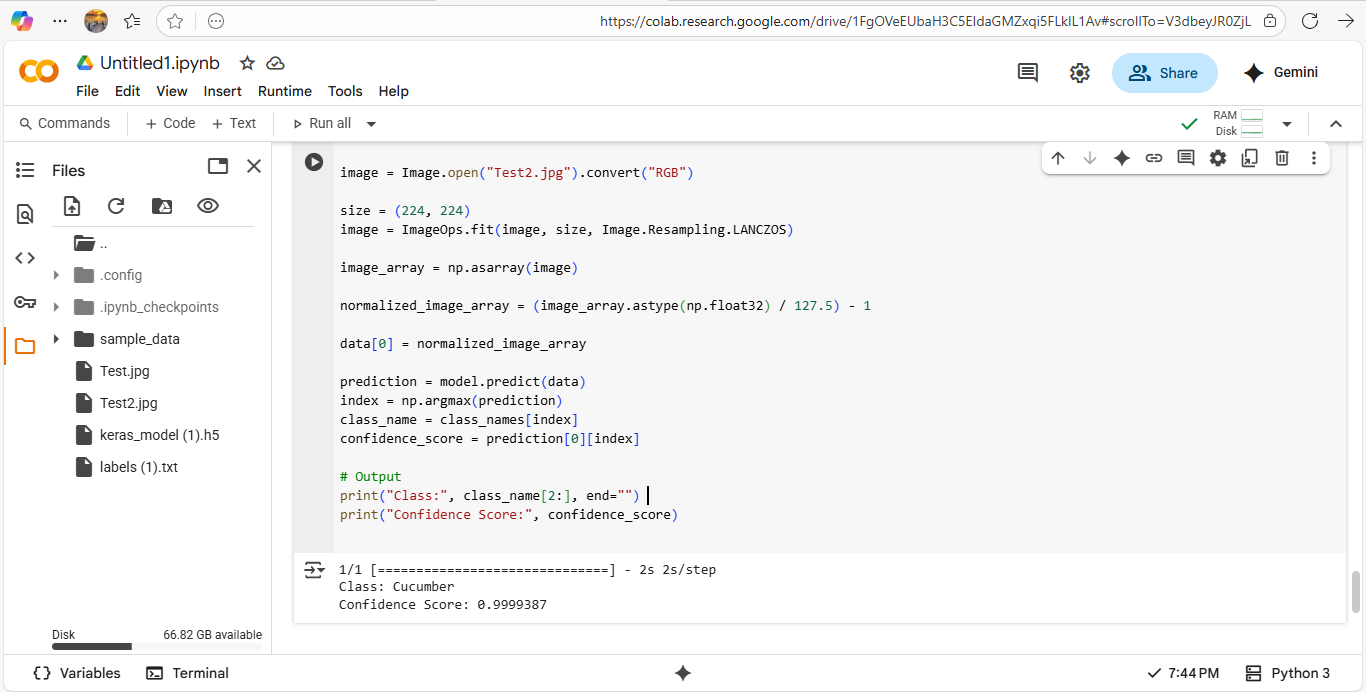 https://colab.research.google.com/drive/1FgOVeEUbaH3C5EIdaGMZxqi5FLklL1Av#scrollTo=V3dbeyJR0ZjL
Untitled1.ipynb
File Edit View Insert Runtime Tools Help
Share
Gemini
Commands + Code + Text Run all
RAM
Disk
Files
..
.config
.ipynb_checkpoints
sample_data
Test.jpg
Test2.jpg
keras_model (1).h5
labels (1).txt
Disk 66.82 GB available
image = Image.open("Test2.jpg").convert("RGB")
size = (224, 224)
image = ImageOps.fit(image, size, Image.Resampling.LANCZOS)
image_array = np.asarray(image)
normalized_image_array = (image_array.astype(np.float32) / 127.5) - 1
data[0] = normalized_image_array
prediction = model.predict(data)
index = np.argmax(prediction)
class_name = class_names[index]
confidence_score = prediction[0][index]
# Output
print("Class:", class_name[2:], end="")
print("Confidence Score:", confidence_score)
1/1 [==============================] - 2s 2s/step
Class: Cucumber
Confidence Score: 0.9999387
Variables Terminal 7:44 PM Python 3